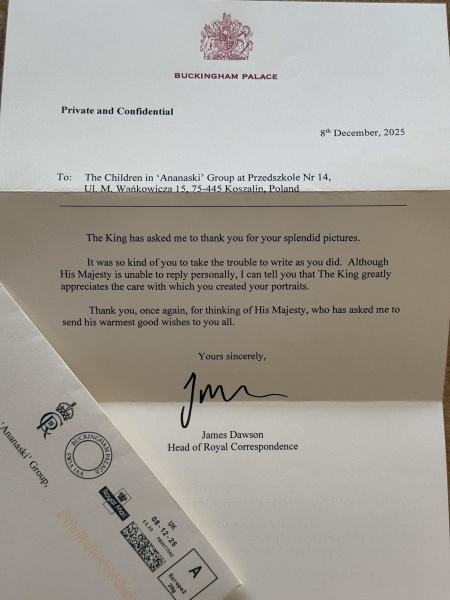 BUCKINGHAM PALACE
Private and Confidential
8th December, 2025
To: The Children in 'Ananaski' Group at Przedszkole Nr 14,
Ul. M. Wańkowicza 15, 75-445 Koszalin, Poland
The King has asked me to thank you for your splendid pictures.
It was so kind of you to take the trouble to write as you did. Although
His Majesty is unable to reply personally, I can tell you that The King greatly
appreciates the care with which you created your portraits.
Thank you, once again, for thinking of His Majesty, who has asked me to
send his warmest good wishes to you all.
Yours sincerely,
James Dawson
Head of Royal Correspondence
'Ananaski' Group,
BUCKINGHAM PALACE
Royal Mail
UK
08-12-25
A